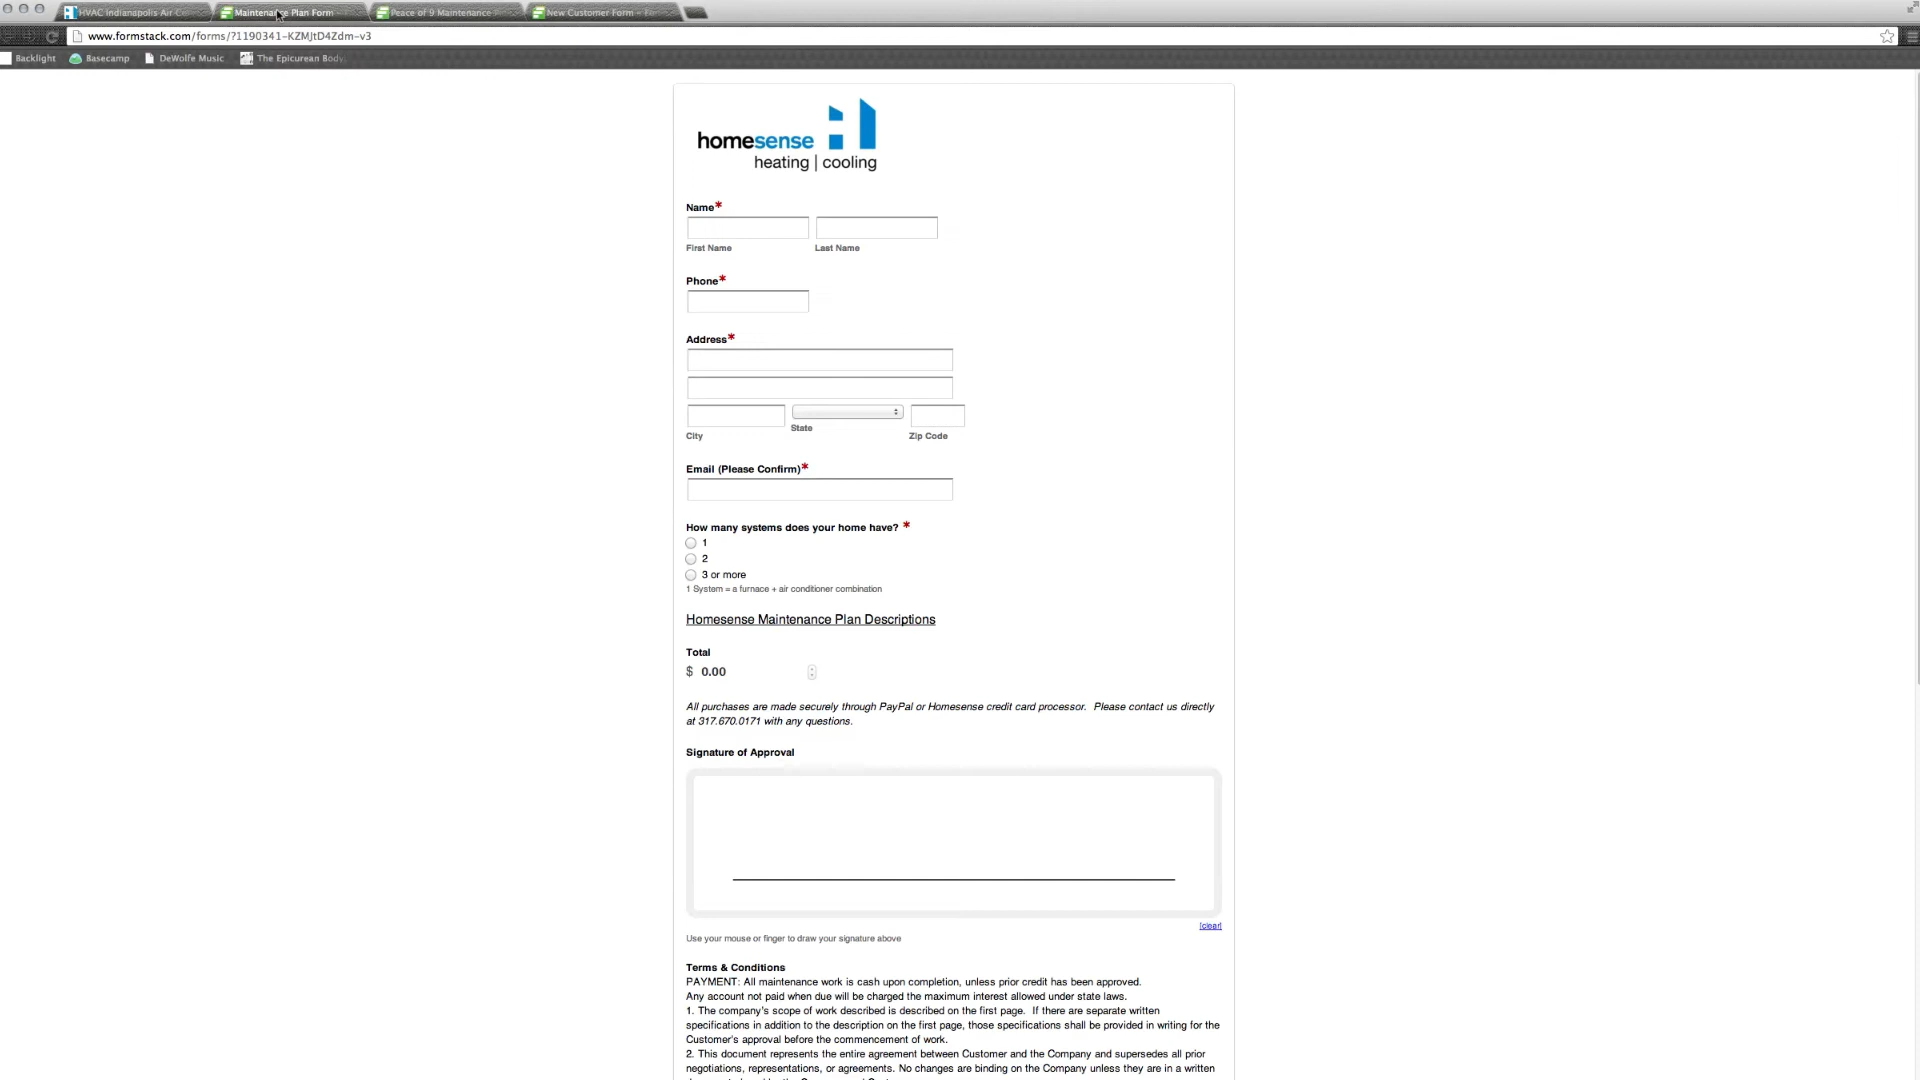 HVAC Indianapolis Air Co
Maintenance Plan Form
Peace of 9 Maintenance
New Customer Form
www.formstack.com/forms/?1190341-KZMJtD4Zdm-v3
Backlight
Basecamp
DeWolfe Music
The Epicurean Body
homesense
heating | cooling
Name*
First Name
Last Name
Phone*
Address*
City
State
Zip Code
Email (Please Confirm)*
How many systems does your home have? *
1
2
3 or more
1 System = a furnace + air conditioner combination
Homesense Maintenance Plan Descriptions
Total
$ 0.00
All purchases are made securely through PayPal or Homesense credit card processor. Please contact us directly
at 317.670.0171 with any questions.
Signature of Approval
[clear]
Use your mouse or finger to draw your signature above
Terms & Conditions
PAYMENT: All maintenance work is cash upon completion, unless prior credit has been approved.
Any account not paid when due will be charged the maximum interest allowed under state laws.
1. The company's scope of work described is described on the first page. If there are separate written
specifications in addition to the description on the first page, those specifications shall be provided in writing for the
Customer's approval before the commencement of work.
2. This document represents the entire agreement between Customer and the Company and supersedes all prior
negotiations, representations, or agreements. No changes are binding on the Company unless they are in a written